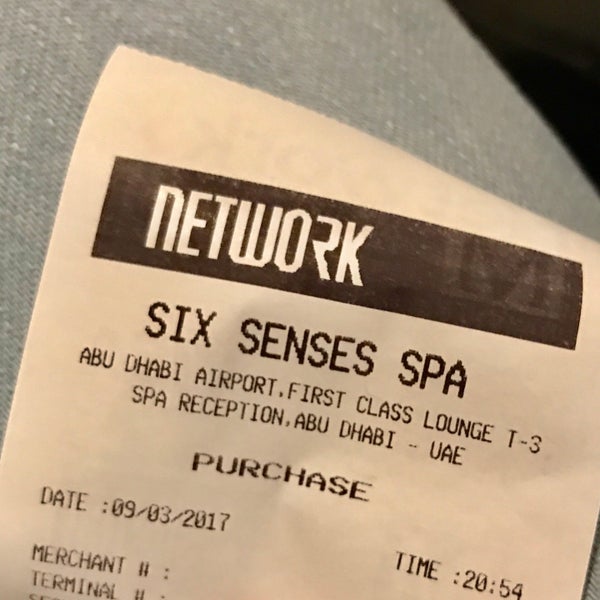 NETWORK
SIX SENSES SPA
ABU DHABI AIRPORT,FIRST CLASS LOUNGE T-3
SPA RECEPTION,ABU DHABI - UAE
PURCHASE
DATE :09/03/2017
TIME :20:54
MERCHANT # :
TERMINAL # :